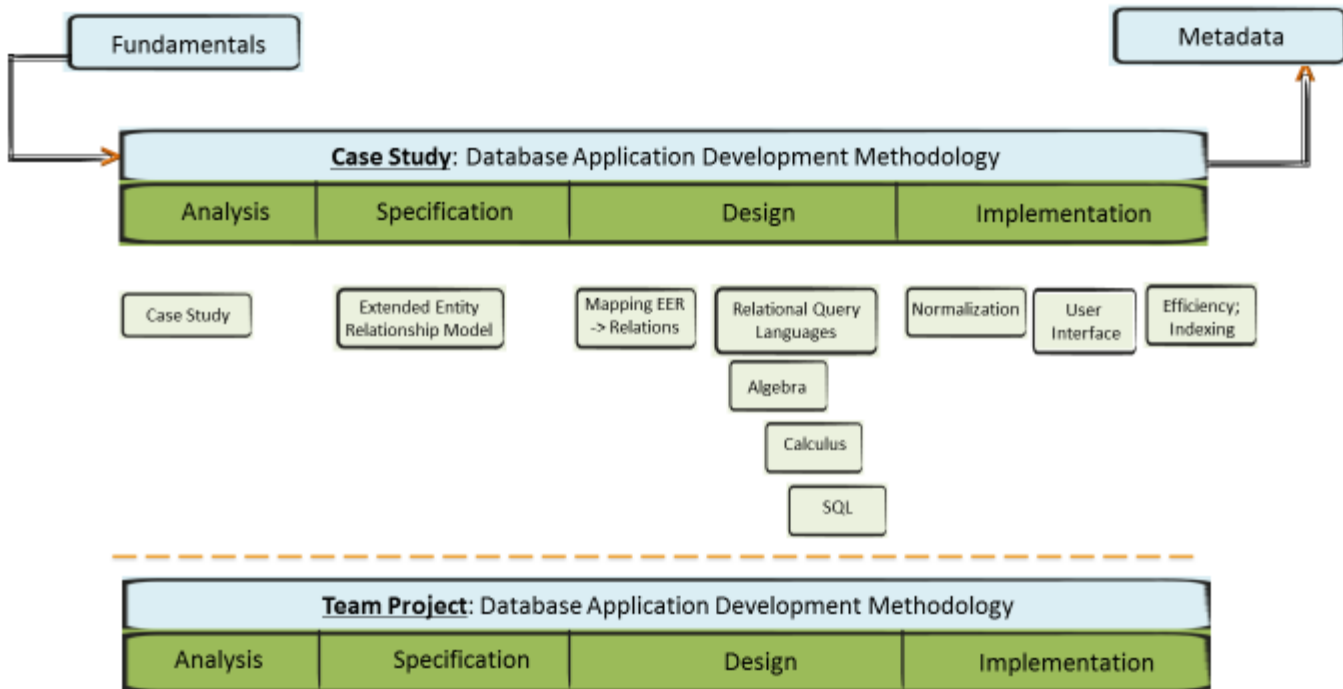 Fundamentals
Metadata
Case Study: Database Application Development Methodology
Analysis
Specification
Design
Implementation
Case Study
Extended Entity
Relationship Model
Mapping EER
-> Relations
Relational Query
Languages
Normalization
User
Interface
Efficiency;
Indexing
Algebra
Calculus
SQL
Team Project: Database Application Development Methodology
Analysis
Specification
Design
Implementation